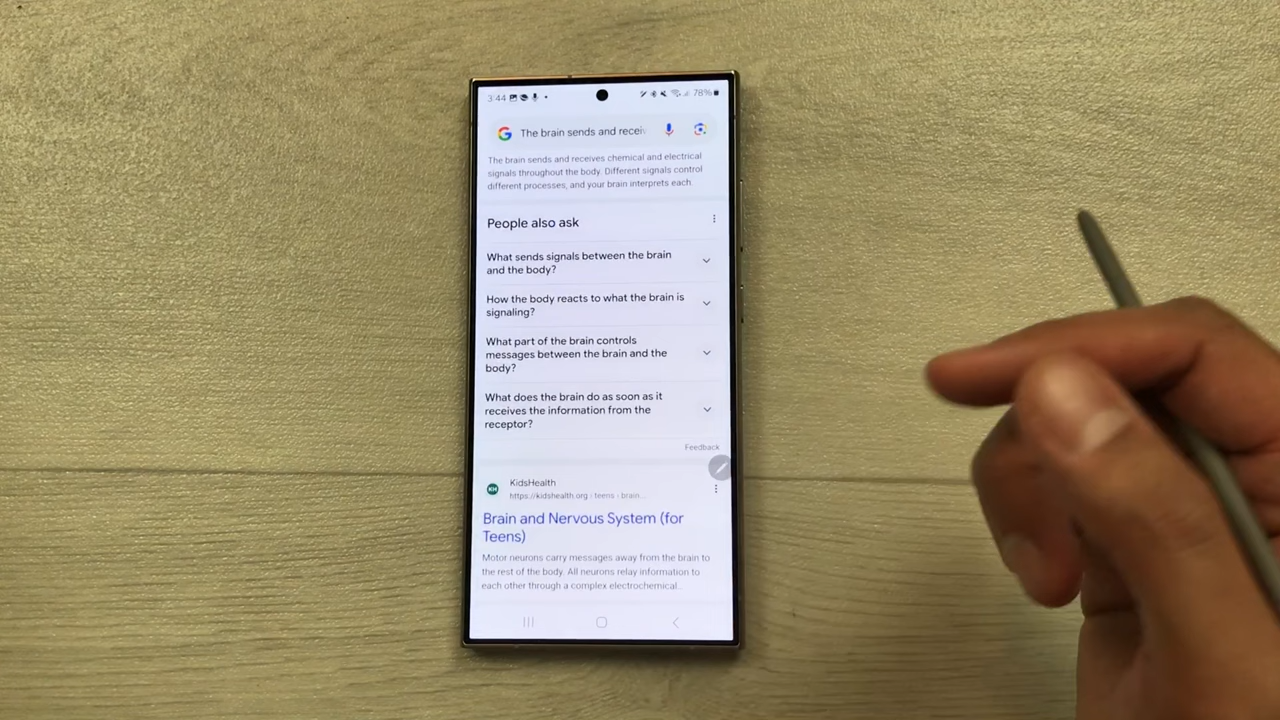 3:44 78%
The brain sends and receiv
The brain sends and receives chemical and electrical
signals throughout the body. Different signals control
different processes, and your brain interprets each.
People also ask
What sends signals between the brain
and the body?
How the body reacts to what the brain is
signaling?
What part of the brain controls
messages between the brain and the
body?
What does the brain do as soon as it
receives the information from the
receptor?
Feedback
KH KidsHealth
https://kidshealth.org › teens › brain...
Brain and Nervous System (for
Teens)
Motor neurons carry messages away from the brain to
the rest of the body. All neurons relay information to
each other through a complex electrochemical...